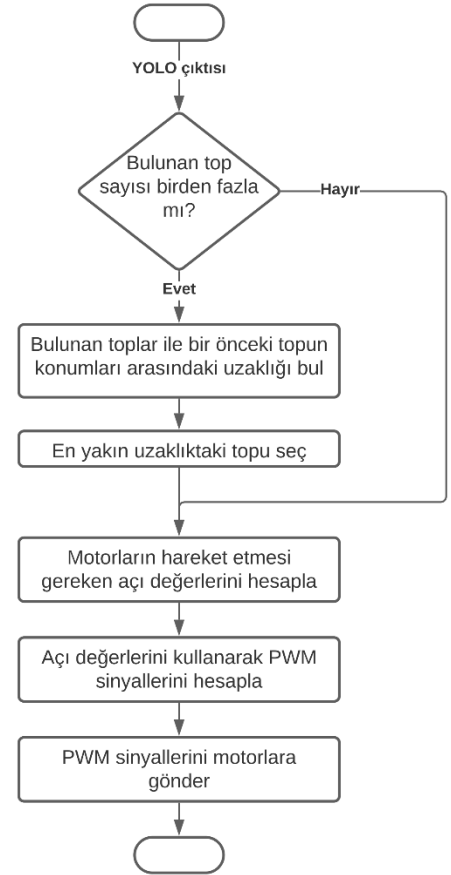 YOLO çıktısı
Bulunan top
sayısı birden fazla
mı?
Hayır
Evet
Bulunan toplar ile bir önceki topun
konumları arasındaki uzaklığı bul
En yakın uzaklıktaki topu seç
Motorların hareket etmesi
gereken açı değerlerini hesapla
Açı değerlerini kullanarak PWM
sinyallerini hesapla
PWM sinyallerini motorlara
gönder